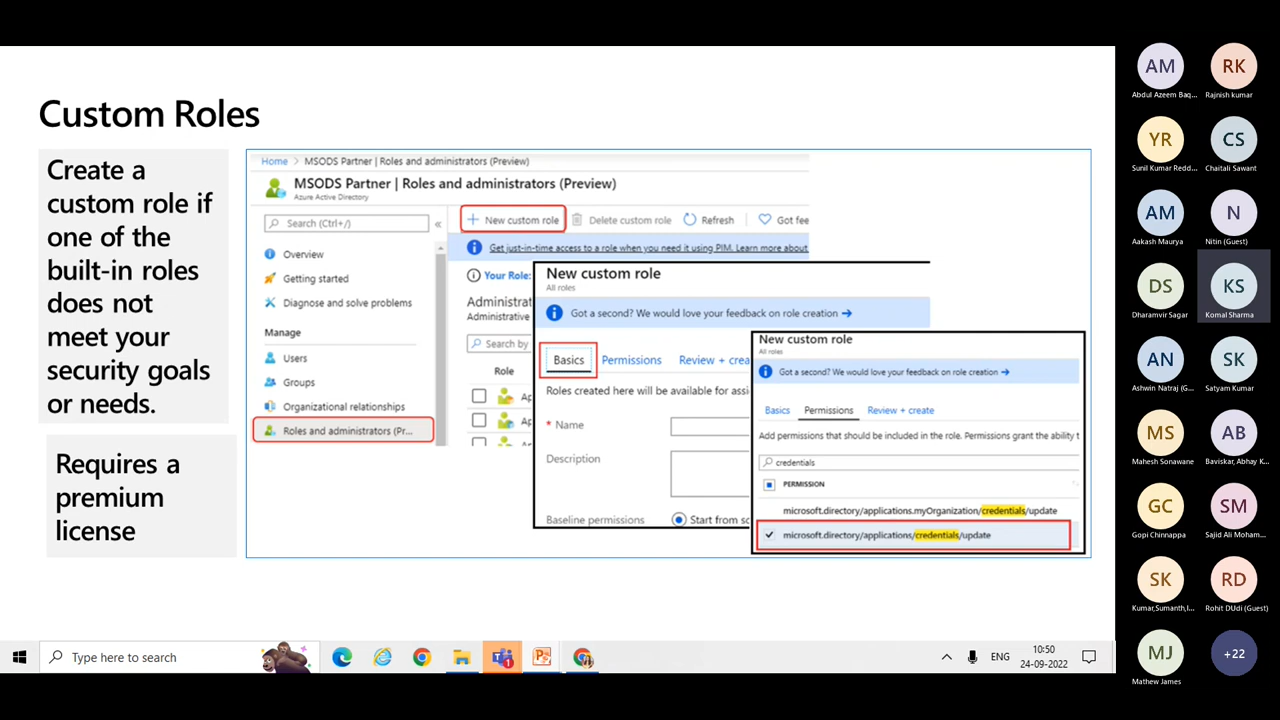 Custom Roles
Create a
custom role if
one of the
built-in roles
does not
meet your
security goals
or needs.
Requires a
premium
license
Home > MSODS Partner | Roles and administrators (Preview)
MSODS Partner | Roles and administrators (Preview)
Azure Active Directory
Search (Ctrl+/)
«
Overview
Getting started
Diagnose and solve problems
Manage
Users
Groups
Organizational relationships
Roles and administrators (Pr...
+ New custom role
Delete custom role
Refresh
Got fee
Get just-in-time access to a role when you need it using PIM. Learn more about
Your Role:
Administrat
Administrative
Search by
Role
New custom role
All roles
Got a second? We would love your feedback on role creation →
Basics
Permissions
Review + crea
Roles created here will be available for assi
* Name
Description
Baseline permissions
Start from sc
New custom role
All roles
Got a second? We would love your feedback on role creation →
Basics
Permissions
Review + create
Add permissions that should be included in the role. Permissions grant the ability t
credentials
PERMISSION
microsoft.directory/applications.myOrganization/credentials/update
microsoft.directory/applications/credentials/update
Type here to search
ENG
10:50
24-09-2022
AM
Abdul Azeem Baq...
RK
Rajnish kumar
YR
Sunil Kumar Redd...
CS
Chaitali Sawant
AM
Aakash Maurya
N
Nitin (Guest)
DS
Dharamvir Sagar
KS
Komal Sharma
AN
Ashwin Natraj (G...
SK
Satyam Kumar
MS
Mahesh Sonawane
AB
Baviskar, Abhay K...
GC
Gopi Chinnappa
SM
Sajid Ali Moham...
SK
Kumar,Sumanth,I...
RD
Rohit DUdi (Guest)
MJ
Mathew James
+22